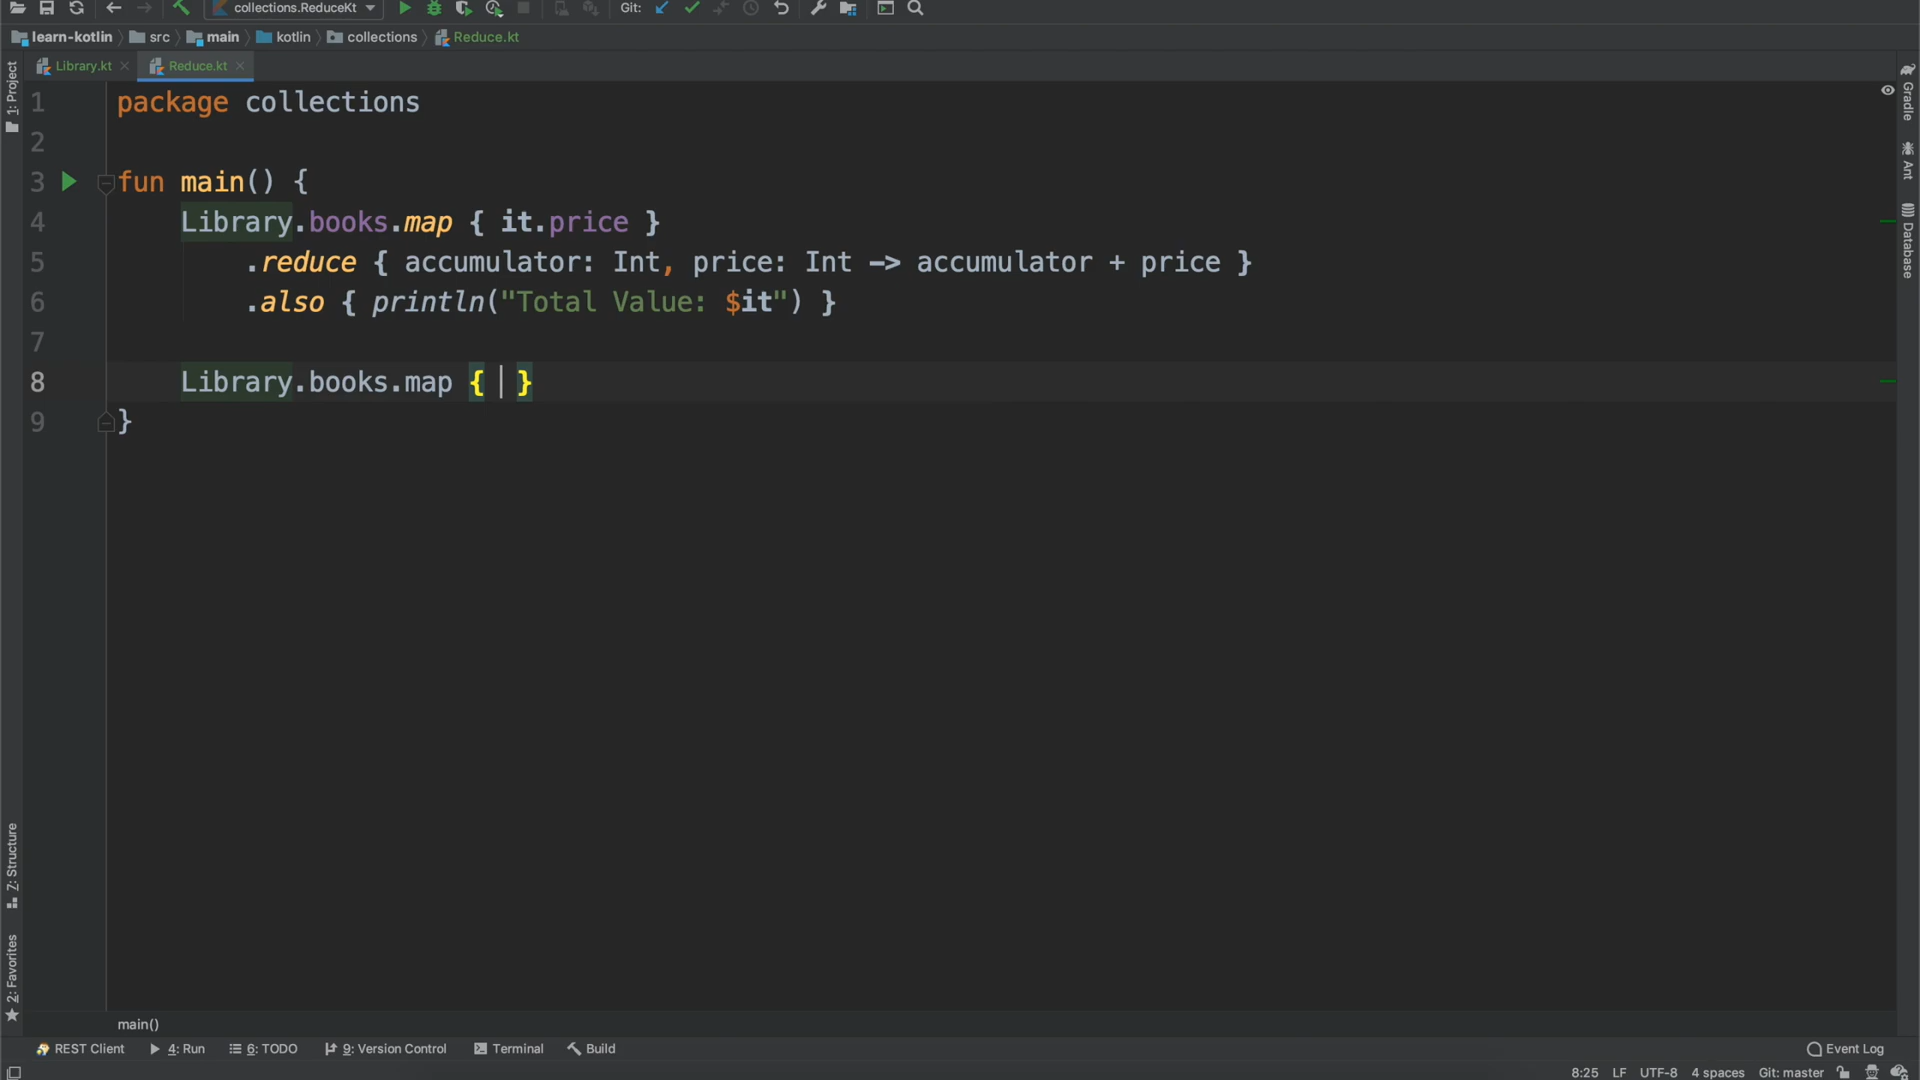 collections.ReduceKt Git:
learn-kotlin src main kotlin collections Reduce.kt
Library.kt Reduce.kt
1: Project
Z: Structure
2: Favorites
1 package collections
2
3 fun main() {
4 Library.books.map { it.price }
5 .reduce { accumulator: Int, price: Int -> accumulator + price }
6 .also { println("Total Value: $it") }
7
8 Library.books.map { }
9 }
Gradle
Ant
Database
main()
REST Client 4: Run 6: TODO 9: Version Control Terminal Build Event Log
8:25 LF UTF-8 4 spaces Git: master